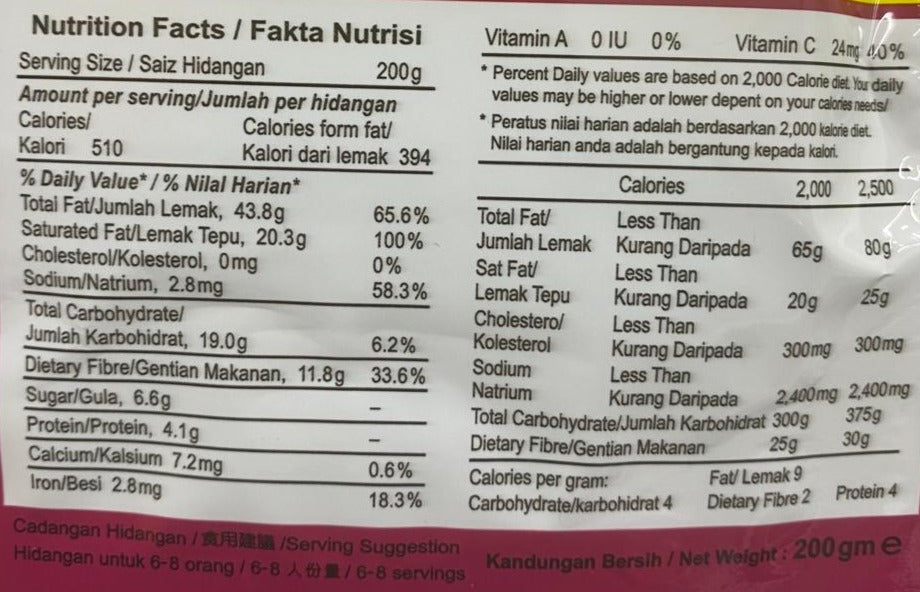 Nutrition Facts / Fakta Nutrisi
Serving Size / Saiz Hidangan 200g
Amount per serving/Jumlah per hidangan
Calories/ Calories form fat/
Kalori 510 Kalori dari lemak 394
% Daily Value* / % Nilal Harian*
Total Fat/Jumlah Lemak, 43.8g 65.6%
Saturated Fat/Lemak Tepu, 20.3g 100%
Cholesterol/Kolesterol, 0mg 0%
Sodium/Natrium, 2.8mg 58.3%
Total Carbohydrate/
Jumlah Karbohidrat, 19.0g 6.2%
Dietary Fibre/Gentian Makanan, 11.8g 33.6%
Sugar/Gula, 6.6g –
Protein/Protein, 4.1g –
Calcium/Kalsium 7.2mg 0.6%
Iron/Besi 2.8mg 18.3%
Vitamin A 0 IU 0% Vitamin C 24mg 40%
* Percent Daily values are based on 2,000 Calorie diet. Your daily
values may be higher or lower depent on your calories needs/
* Peratus nilai harian adalah berdasarkan 2,000 kalorie diet.
Nilai harian anda adalah bergantung kepada kalori.
Calories 2,000 2,500
Total Fat/ Less Than
Jumlah Lemak Kurang Daripada 65g 80g
Sat Fat/ Less Than
Lemak Tepu Kurang Daripada 20g 25g
Cholestero/ Less Than
Kolesterol Kurang Daripada 300mg 300mg
Sodium Less Than
Natrium Kurang Daripada 2,400mg 2,400mg
Total Carbohydrate/Jumlah Karbohidrat 300g 375g
Dietary Fibre/Gentian Makanan 25g 30g
Calories per gram: Fat/ Lemak 9
Carbohydrate/karbohidrat 4 Dietary Fibre 2 Protein 4
Cadangan Hidangan / 食用建議 /Serving Suggestion
Hidangan untuk 6-8 orang / 6-8 人份量 / 6-8 servings
Kandungan Bersih / Net Weight : 200gm e